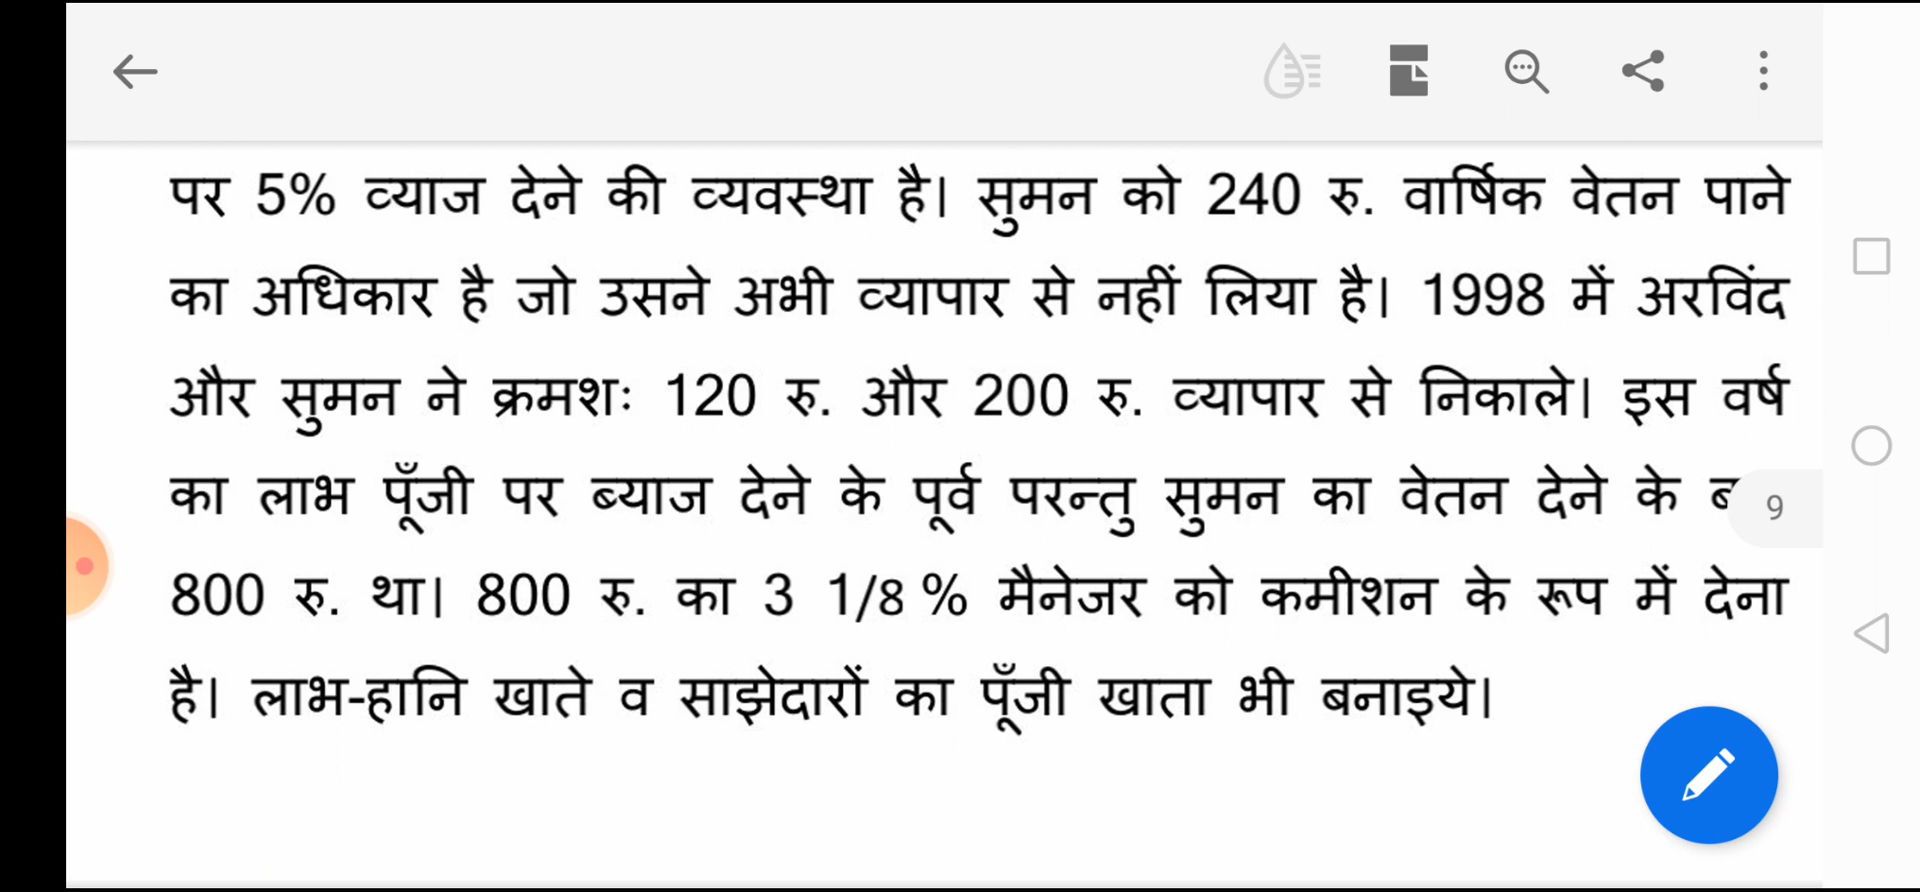 पर 5% व्याज देने की व्यवस्था है। सुमन को 240 रु. वार्षिक वेतन पाने
का अधिकार है जो उसने अभी व्यापार से नहीं लिया है। 1998 में अरविंद
और सुमन ने क्रमशः 120 रु. और 200 रु. व्यापार से निकाले। इस वर्ष
का लाभ पूँजी पर ब्याज देने के पूर्व परन्तु सुमन का वेतन देने के
9
800 रु. था। 800 रु. का 3 1/8 % मैनेजर को कमीशन के रूप में देना
है। लाभ-हानि खाते व साझेदारों का पूँजी खाता भी बनाइये।